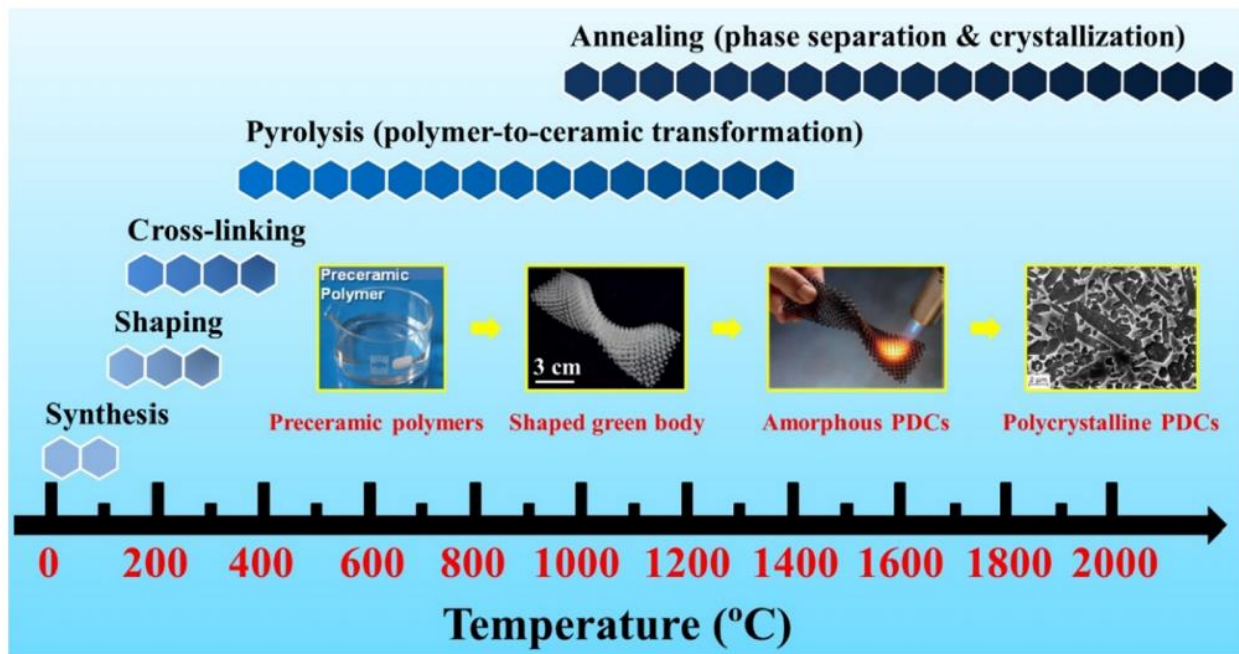 Annealing (phase separation & crystallization)
Pyrolysis (polymer-to-ceramic transformation)
Cross-linking
Preceramic
Polymer
Shaping
3 cm
Synthesis
Preceramic polymers
Shaped green body
Amorphous PDCs
Polycrystalline PDCs
0 200 400 600 800 1000 1200 1400 1600 1800 2000
Temperature (ºC)